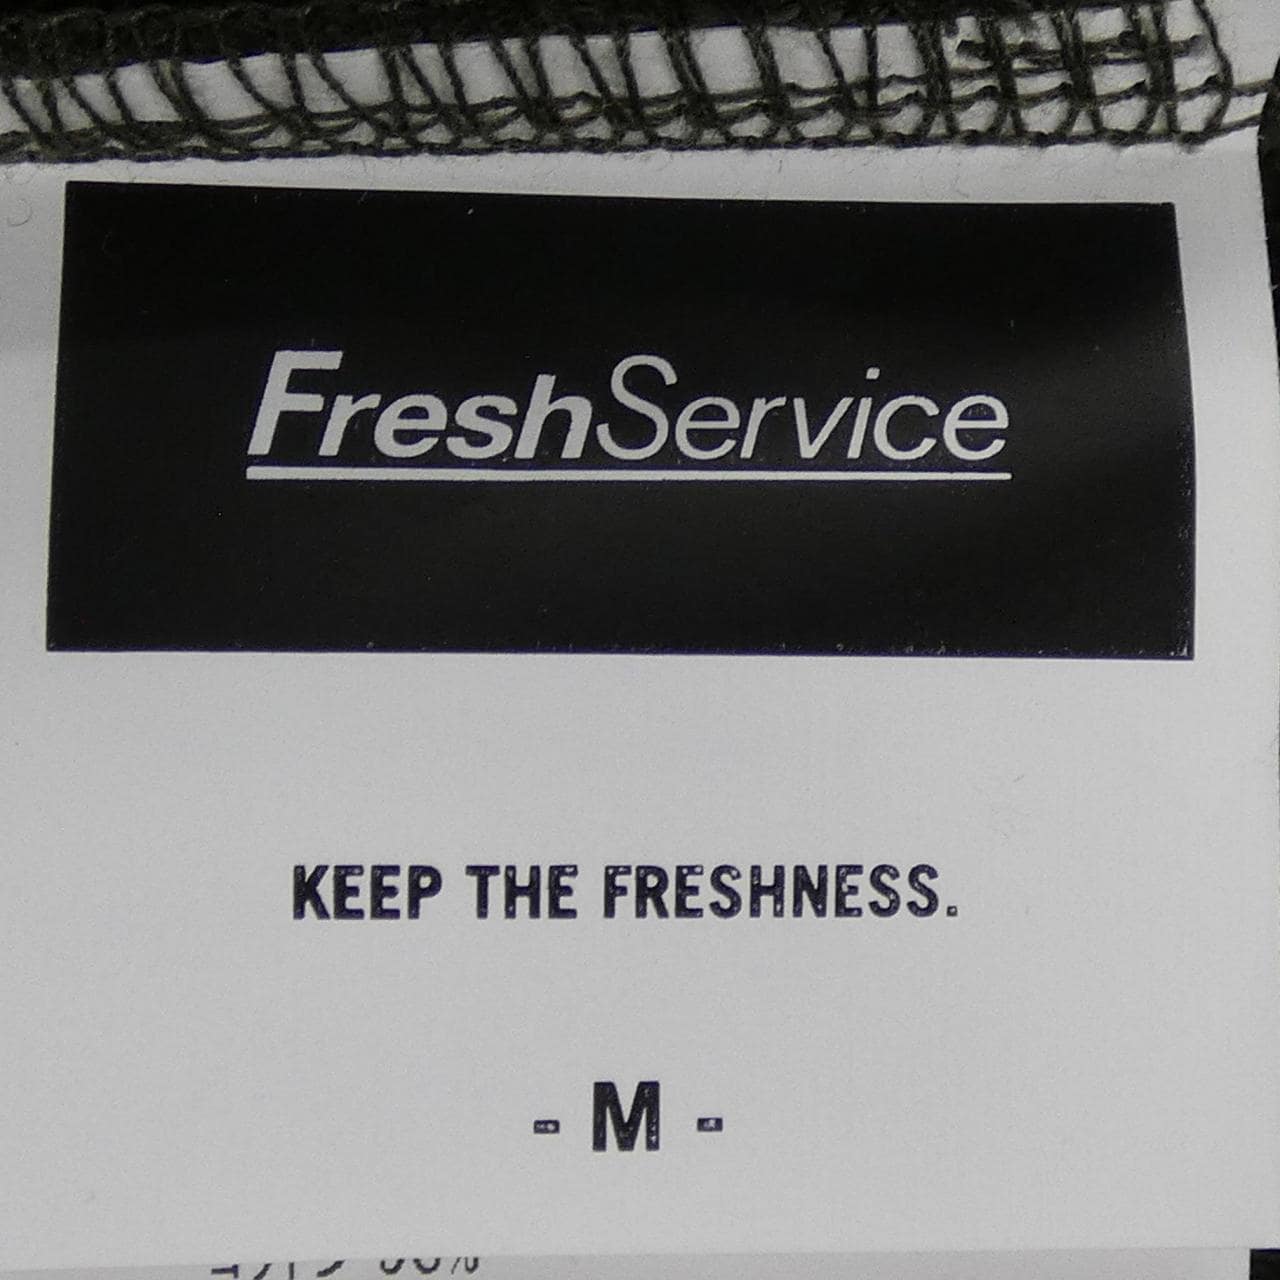 FreshService
KEEP THE FRESHNESS.
- M -